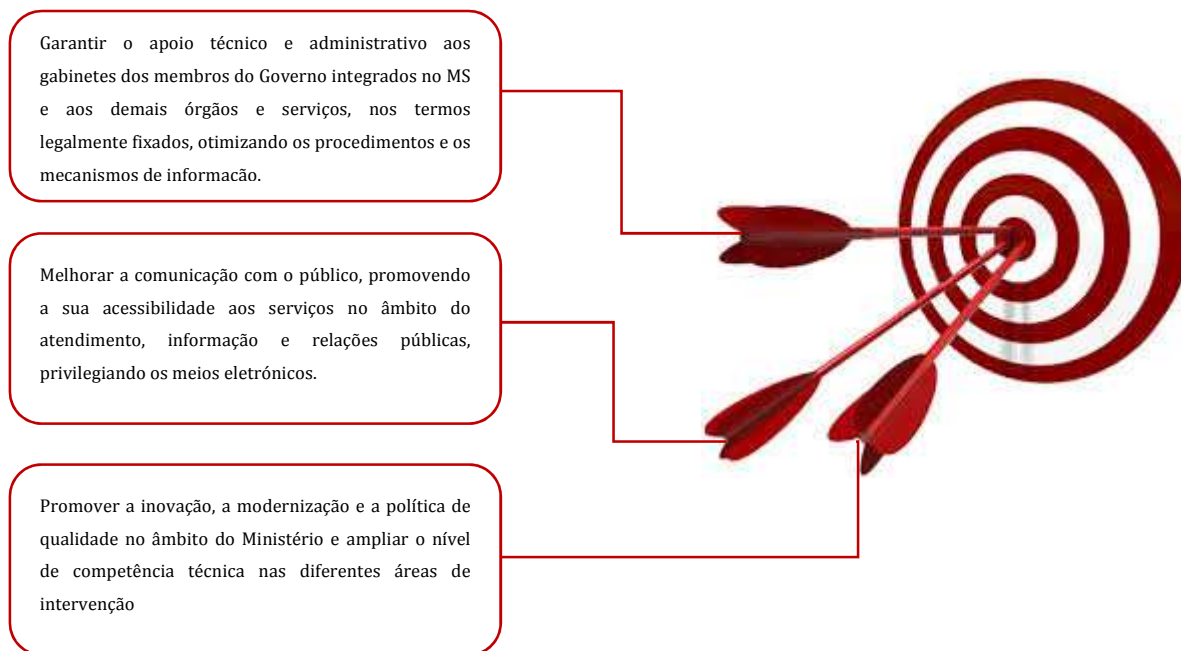 Garantir o apoio técnico e administrativo aos
gabinetes dos membros do Governo integrados no MS
e aos demais órgãos e serviços, nos termos
legalmente fixados, otimizando os procedimentos e os
mecanismos de informacão.
Melhorar a comunicação com o público, promovendo
a sua acessibilidade aos serviços no âmbito do
atendimento, informação e relações públicas,
privilegiando os meios eletrónicos.
Promover a inovação, a modernização e a política de
qualidade no âmbito do Ministério e ampliar o nível
de competência técnica nas diferentes áreas de
intervenção